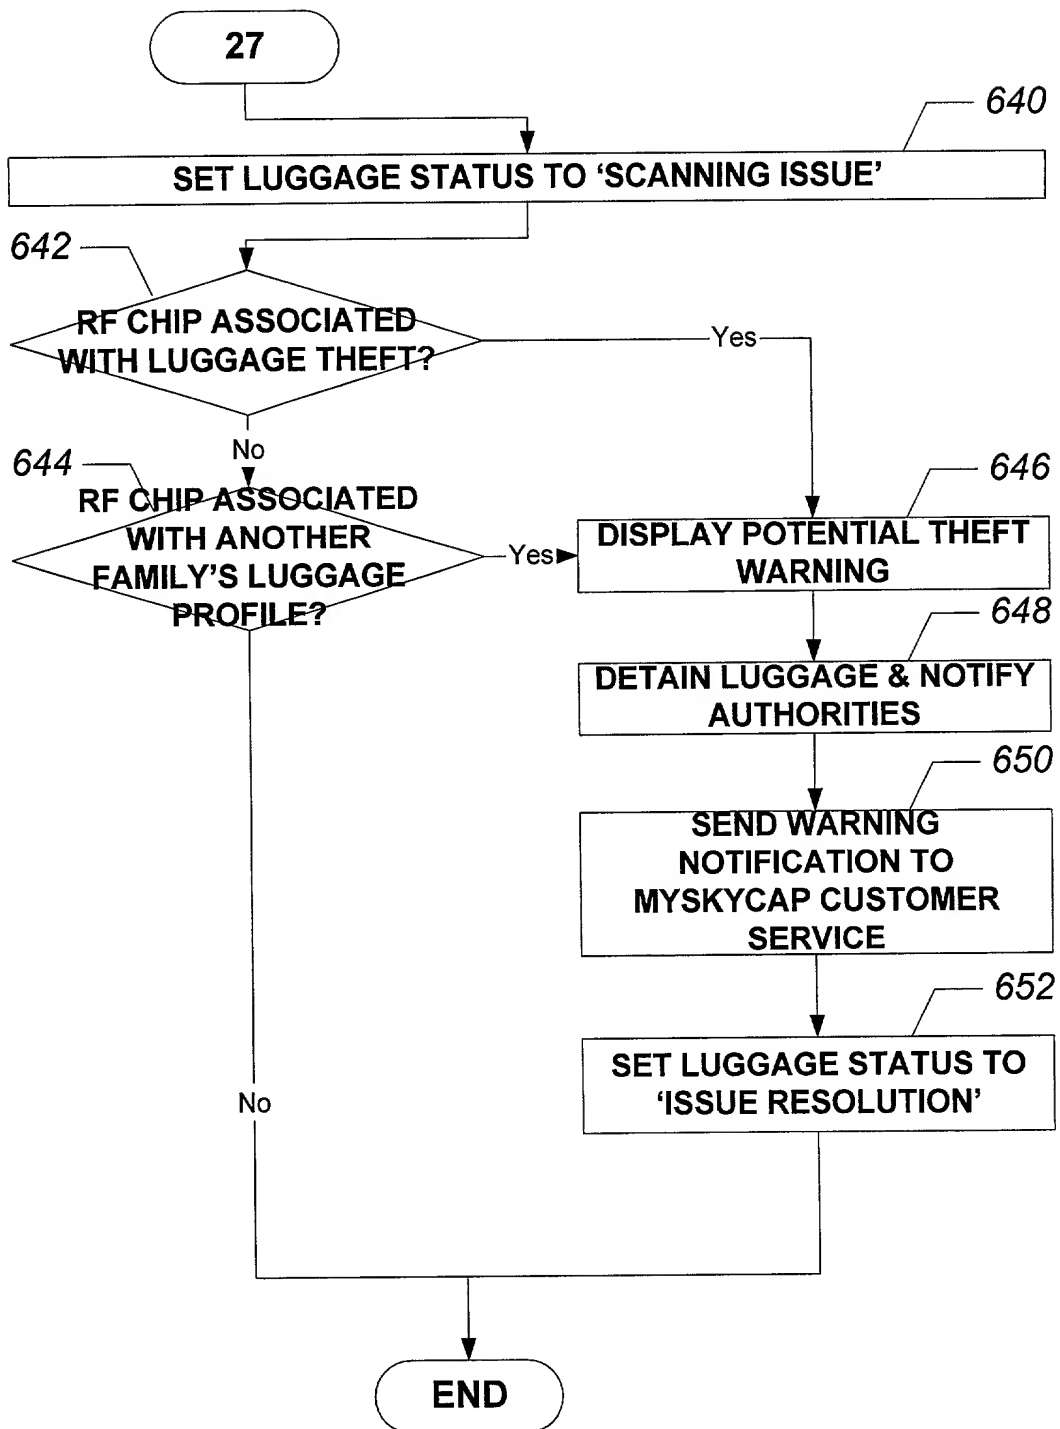 27
640
SET LUGGAGE STATUS TO ‘SCANNING ISSUE’
642
RF CHIP ASSOCIATED
WITH LUGGAGE THEFT?
Yes
No
644
RF CHIP ASSOCIATED
WITH ANOTHER
FAMILY’S LUGGAGE
PROFILE?
Yes
646
DISPLAY POTENTIAL THEFT
WARNING
648
DETAIN LUGGAGE & NOTIFY
AUTHORITIES
650
SEND WARNING
NOTIFICATION TO
MYSKYCAP CUSTOMER
SERVICE
652
SET LUGGAGE STATUS TO
‘ISSUE RESOLUTION’
No
END